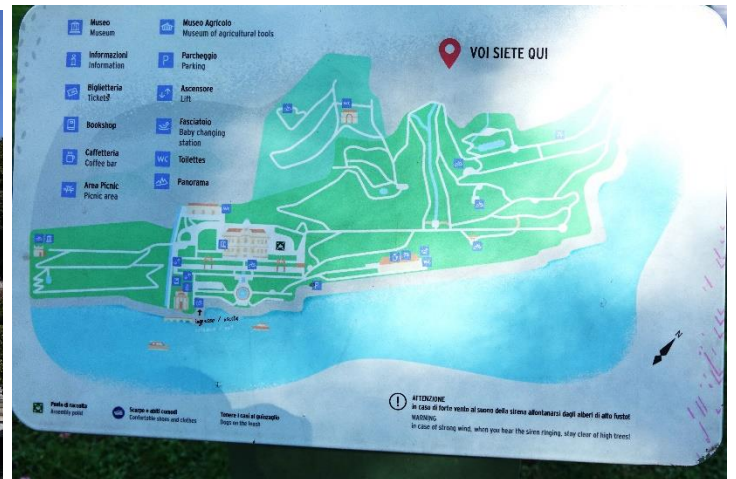 Museo
Museum
Informazioni
Information
Biglietteria
Tickets
Bookshop
Caffetteria
Coffee bar
Area Picnic
Picnic area
Museo Agricolo
Museum of agricultural tools
P
Parcheggio
Parking
Ascensore
Lift
Fasciatoio
Baby changing
station
WC
Toilettes
Panorama
VOI SIETE QUI
WC
N
Punto di raccolta
Assembly point
Scarpe e abiti comodi
Comfortable shoes and clothes
Tenere i cani al guinzaglio
Dogs on the leash
ATTENZIONE
In caso di forte vento al suono della sirena allontanarsi dagli alberi di alto fusto!
WARNING
In case of strong wind, when you hear the siren ringing, stay clear of high trees!